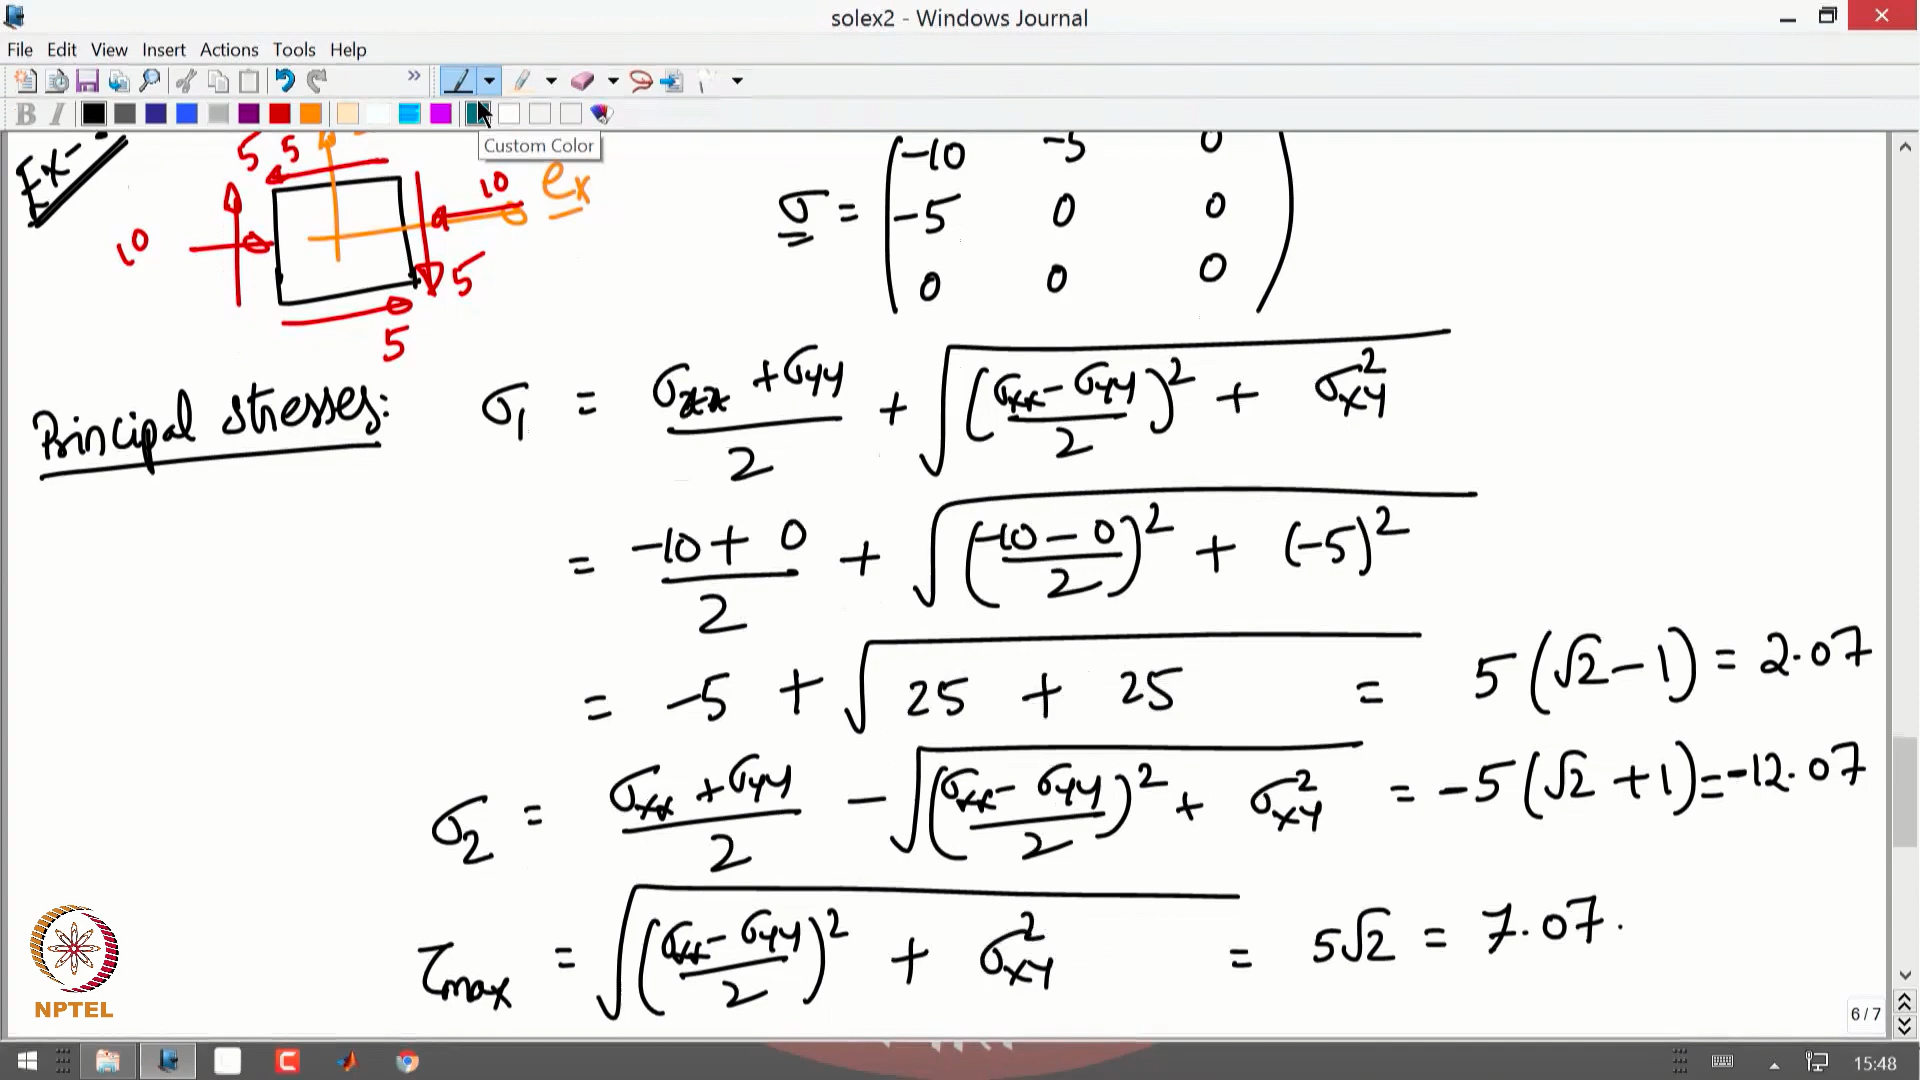 solex2 - Windows Journal
File Edit View Insert Actions Tools Help
B I
Custom Color
Ex-
5 5
10 ex
10
5
5
-10 -5 0
σ = -5 0 0
0 0 0
Principal stresses: σ1 = (σxx + σyy)/2 + √(((σxx - σyy)/2)² + σxy²)
= (-10 + 0)/2 + √(((-10 - 0)/2)² + (-5)²)
= -5 + √(25 + 25) = 5(√2 - 1) = 2.07
σ2 = (σxx + σyy)/2 - √(((σxx - σyy)/2)² + σxy²) = -5(√2 + 1) = -12.07
τmax = √(((σxx - σyy)/2)² + σxy²) = 5√2 = 7.07.
NPTEL
6 / 7
15:48